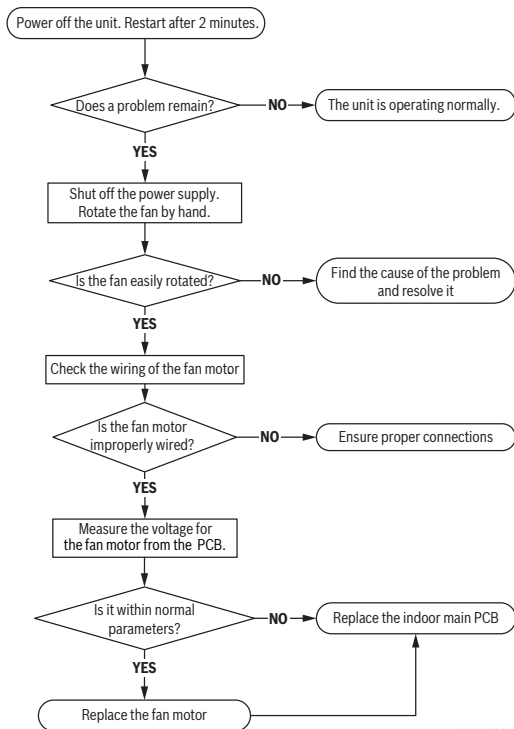 Power off the unit. Restart after 2 minutes.
Does a problem remain?
NO
The unit is operating normally.
YES
Shut off the power supply.
Rotate the fan by hand.
Is the fan easily rotated?
NO
Find the cause of the problem
and resolve it
YES
Check the wiring of the fan motor
Is the fan motor
improperly wired?
NO
Ensure proper connections
YES
Measure the voltage for
the fan motor from the PCB.
Is it within normal
parameters?
NO
Replace the indoor main PCB
YES
Replace the fan motor